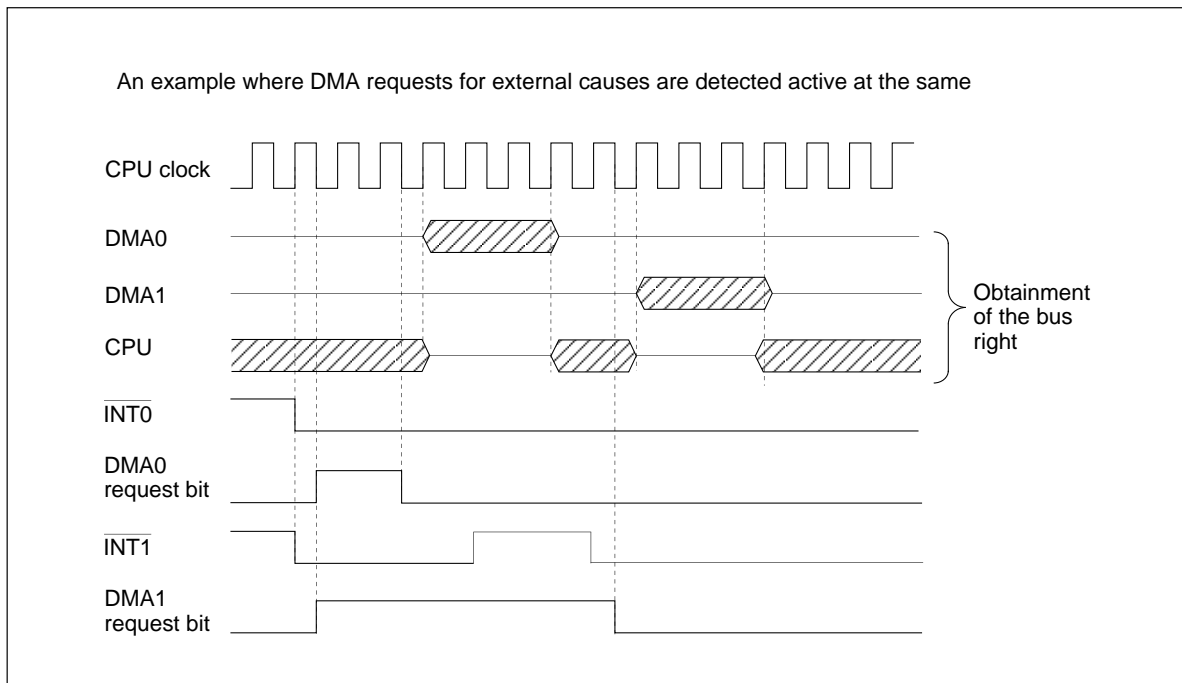 An example where DMA requests for external causes are detected active at the same
CPU clock
DMA0
DMA1
CPU
Obtainment
of the bus
right
INT0
DMA0
request bit
INT1
DMA1
request bit